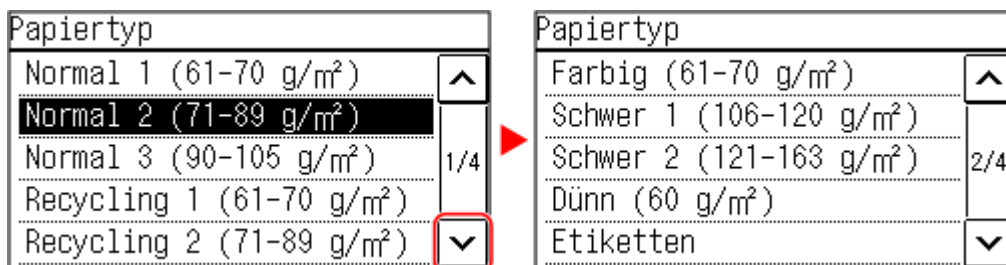 Papiertyp
Normal 1 (61-70 g/m²)
Normal 2 (71-89 g/m²)
Normal 3 (90-105 g/m²)
1/4
Recycling 1 (61-70 g/m²)
Recycling 2 (71-89 g/m²)
Papiertyp
Farbig (61-70 g/m²)
Schwer 1 (106-120 g/m²)
Schwer 2 (121-163 g/m²)
2/4
Dünn (60 g/m²)
Etiketten